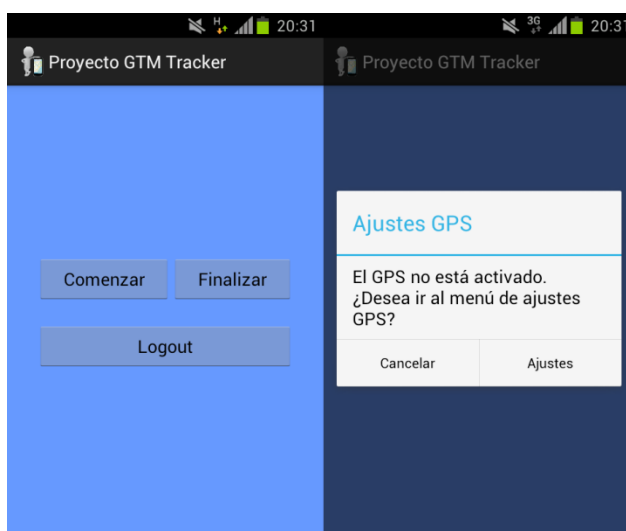 H 20:31
Proyecto GTM Tracker
Comenzar Finalizar
Logout
3G 20:31
Proyecto GTM Tracker
Ajustes GPS
El GPS no está activado.
¿Desea ir al menú de ajustes
GPS?
Cancelar Ajustes